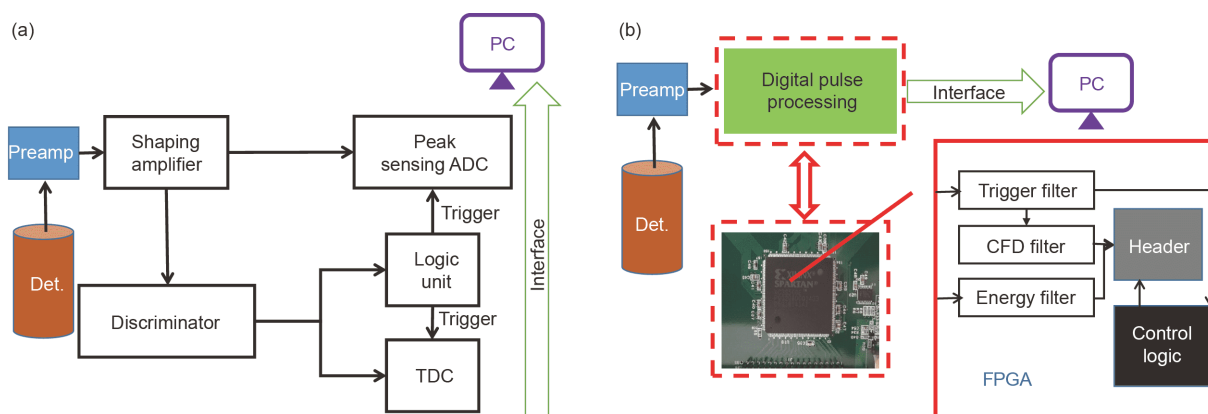 (a)
PC
Preamp
Shaping
amplifier
Peak
sensing ADC
Trigger
Det.
Logic
unit
Interface
Discriminator
Trigger
TDC
(b)
Preamp
Digital pulse
processing
Interface
PC
Det.
SPARTAN
Trigger filter
CFD filter
Header
Energy filter
Control
logic
FPGA